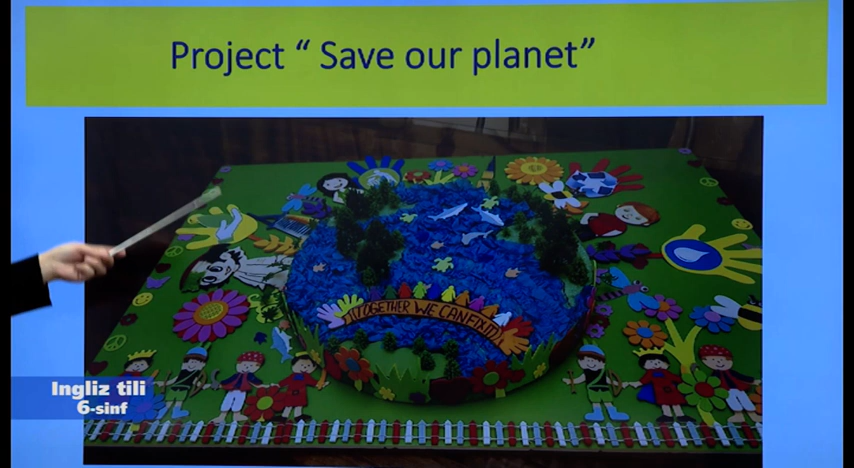 Project “ Save our planet”
TOGETHER WE CAN FIX IT
Ingliz tili
6-sinf